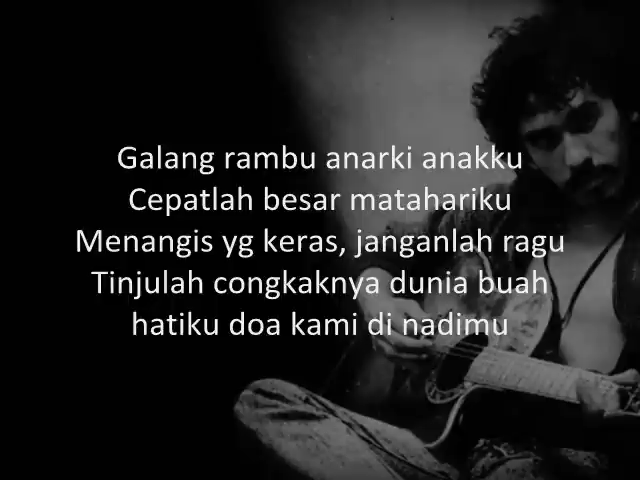 Galang rambu anarki anakku
Cepatlah besar matahariku
Menangis yg keras, janganlah ragu
Tinjulah congkaknya dunia buah
hatiku doa kami di nadimu